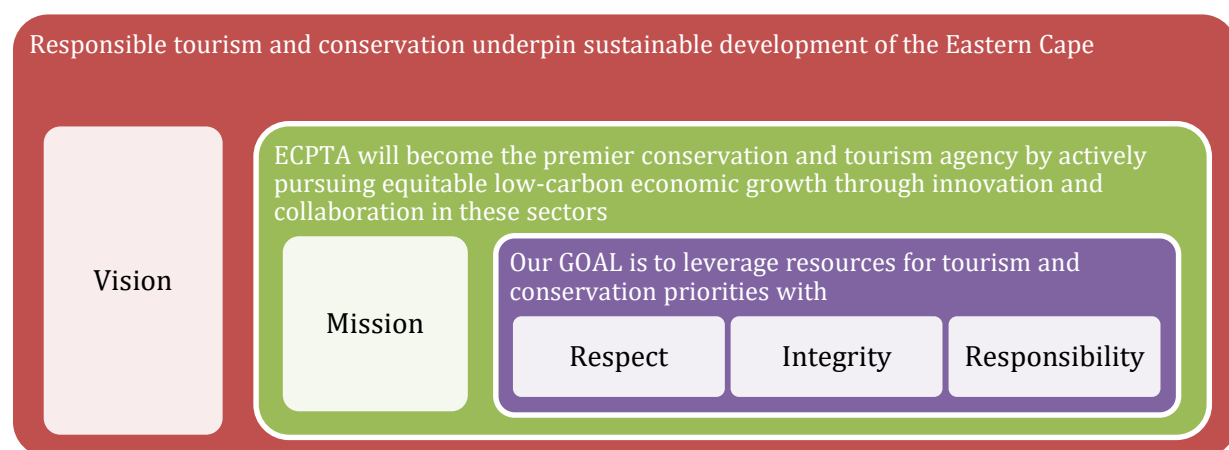 Responsible tourism and conservation underpin sustainable development of the Eastern Cape
Vision
ECPTA will become the premier conservation and tourism agency by actively
pursuing equitable low-carbon economic growth through innovation and
collaboration in these sectors
Mission
Our GOAL is to leverage resources for tourism and
conservation priorities with
Respect
Integrity
Responsibility